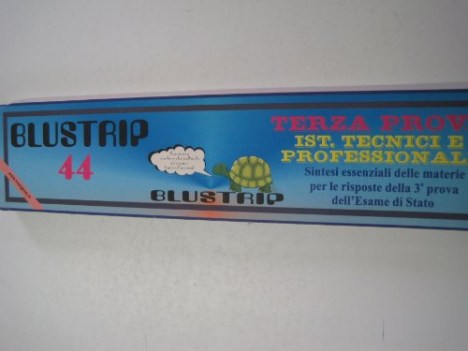 BLUSTRIP
44
BLUSTRIP
TERZA PROV
IST. TECNICI E
PROFESSIONAL
Sintesi essenziali delle materie
per le risposte della 3ª prova
dell'Esame di Stato